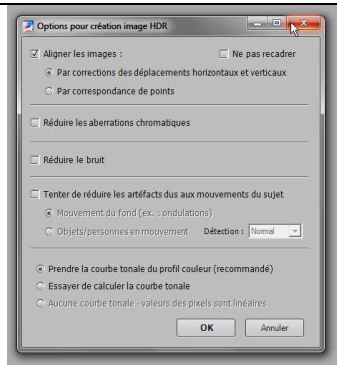 Options pour création image HDR
Aligner les images : Ne pas recadrer
Par corrections des déplacements horizontaux et verticaux
Par correspondance de points
Réduire les aberrations chromatiques
Réduire le bruit
Tenter de réduire les artéfacts dus aux mouvements du sujet
Mouvement du fond (ex. : ondulations)
Objets/personnes en mouvement Détection : Normal
Prendre la courbe tonale du profil couleur (recommandé)
Essayer de calculer la courbe tonale
Aucune courbe tonale - valeurs des pixels sont linéaires
OK Annuler